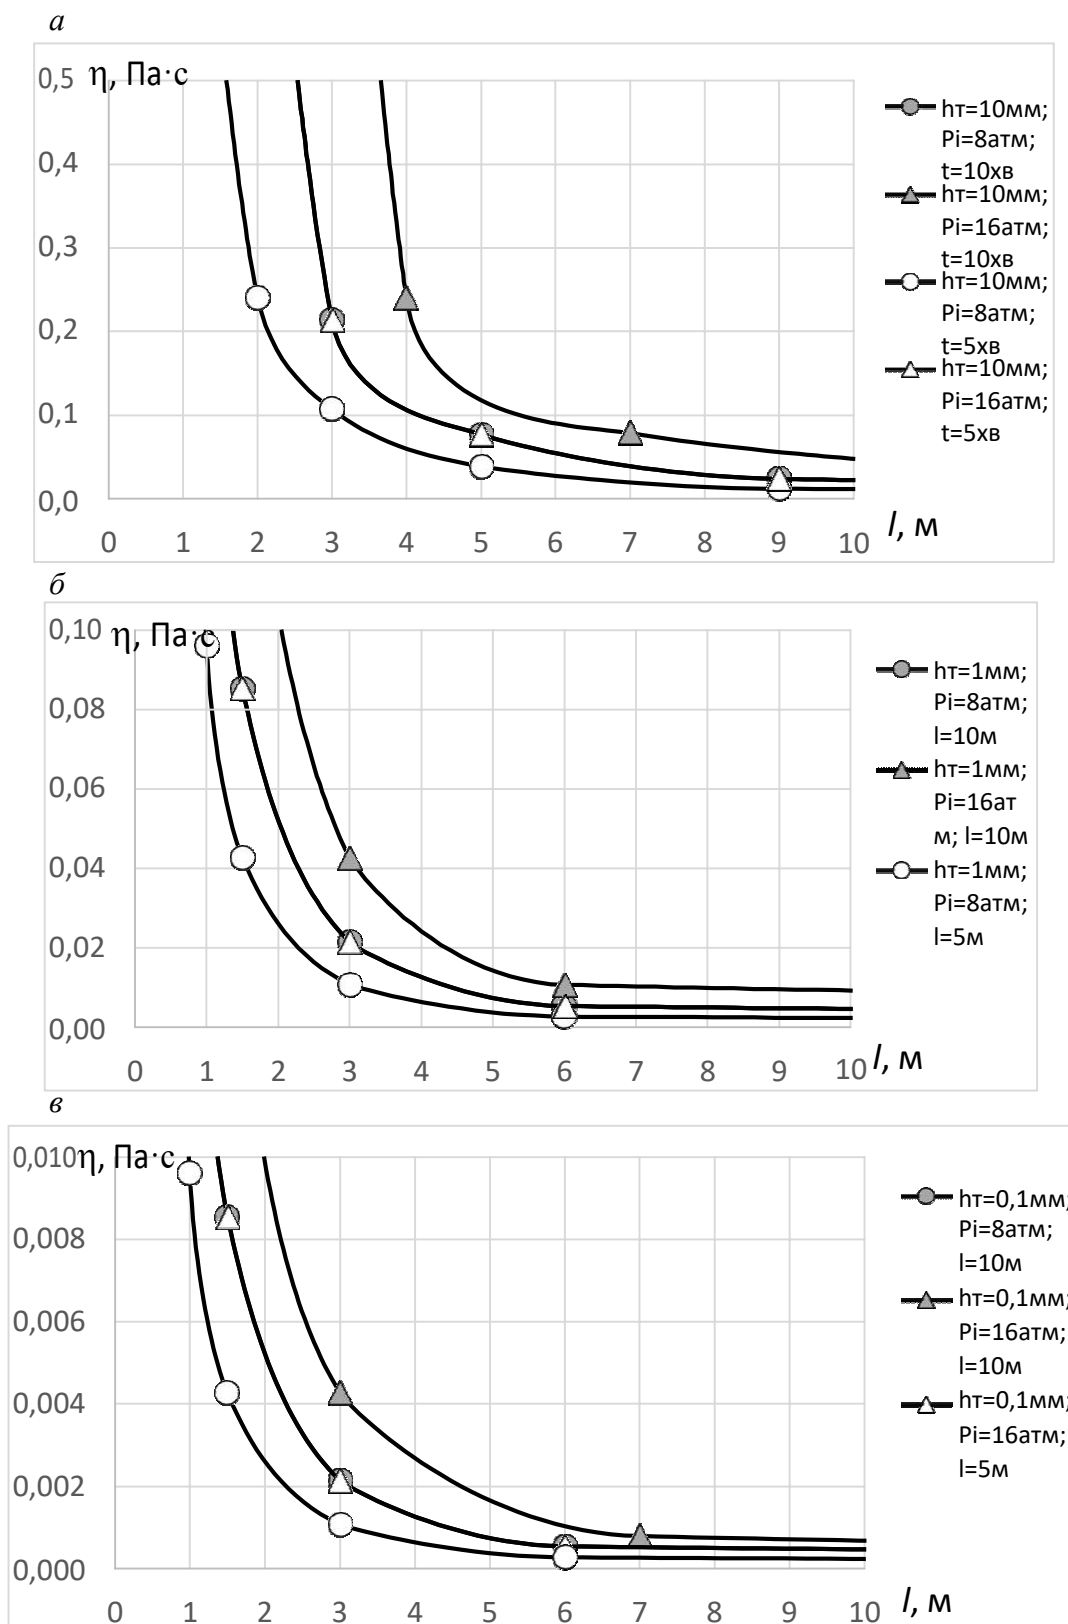 а
η, Па·с
0,5
0,4
0,3
0,2
0,1
0,0
0 1 2 3 4 5 6 7 8 9 10
l, м
hт=10мм;
Pi=8атм;
t=10хв
hт=10мм;
Pi=16атм;
t=10хв
hт=10мм;
Pi=8атм;
t=5хв
hт=10мм;
Pi=16атм;
t=5хв
б
η, Па·с
0,10
0,08
0,06
0,04
0,02
0,00
0 1 2 3 4 5 6 7 8 9 10
l, м
hт=1мм;
Pi=8атм;
l=10м
hт=1мм;
Pi=16ат
м; l=10м
hт=1мм;
Pi=8атм;
l=5м
в
η, Па·с
0,010
0,008
0,006
0,004
0,002
0,000
0 1 2 3 4 5 6 7 8 9 10
l, м
hт=0,1мм;
Pi=8атм;
l=10м
hт=0,1мм;
Pi=16атм;
l=10м
hт=0,1мм;
Pi=16атм;
l=5м